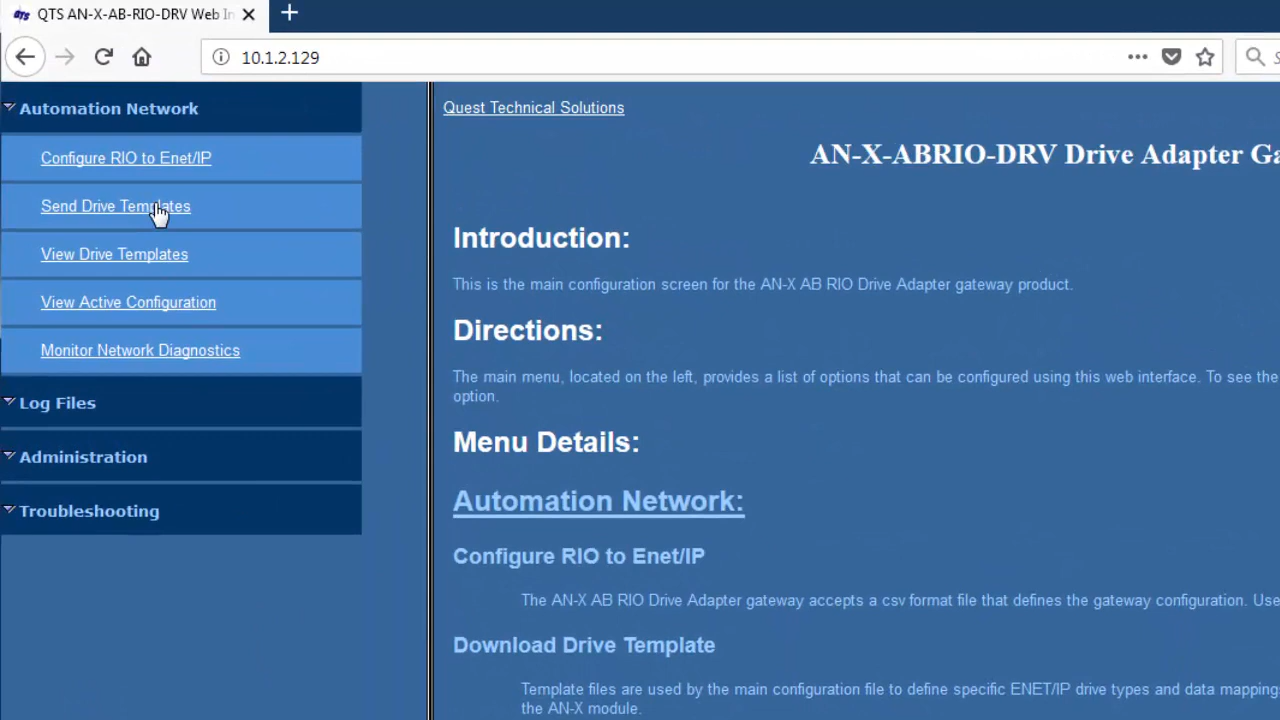 QTS AN-X-AB-RIO-DRV Web In
10.1.2.129
Automation Network
Configure RIO to Enet/IP
Send Drive Templates
View Drive Templates
View Active Configuration
Monitor Network Diagnostics
Log Files
Administration
Troubleshooting
Quest Technical Solutions
AN-X-ABRIO-DRV Drive Adapter Ga
Introduction:
This is the main configuration screen for the AN-X AB RIO Drive Adapter gateway product.
Directions:
The main menu, located on the left, provides a list of options that can be configured using this web interface. To see the
option.
Menu Details:
Automation Network:
Configure RIO to Enet/IP
The AN-X AB RIO Drive Adapter gateway accepts a csv format file that defines the gateway configuration. Use
Download Drive Template
Template files are used by the main configuration file to define specific ENET/IP drive types and data mappings
the AN-X module.